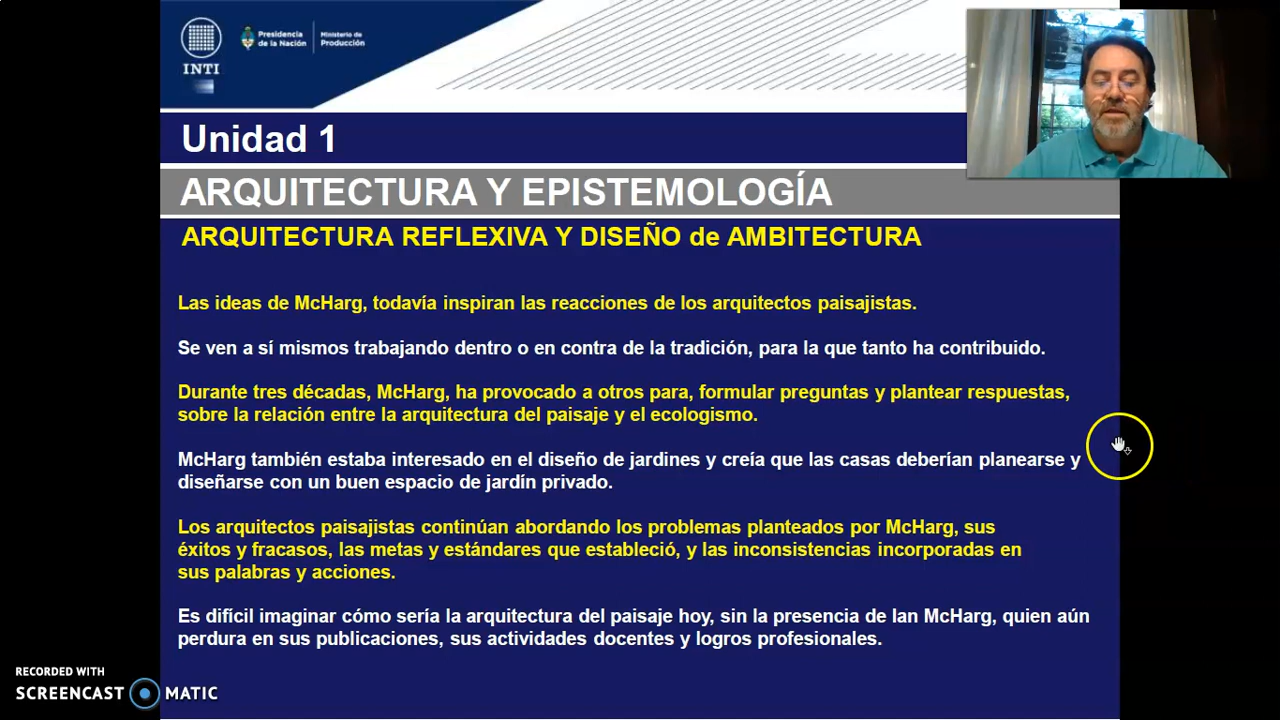 INTI
Presidencia
de la Nación
Ministerio de
Producción
Unidad 1
ARQUITECTURA Y EPISTEMOLOGÍA
ARQUITECTURA REFLEXIVA Y DISEÑO de AMBITECTURA
Las ideas de McHarg, todavía inspiran las reacciones de los arquitectos paisajistas.
Se ven a sí mismos trabajando dentro o en contra de la tradición, para la que tanto ha contribuido.
Durante tres décadas, McHarg, ha provocado a otros para, formular preguntas y plantear respuestas,
sobre la relación entre la arquitectura del paisaje y el ecologismo.
McHarg también estaba interesado en el diseño de jardines y creía que las casas deberían planearse y
diseñarse con un buen espacio de jardín privado.
Los arquitectos paisajistas continúan abordando los problemas planteados por McHarg, sus
éxitos y fracasos, las metas y estándares que estableció, y las inconsistencias incorporadas en
sus palabras y acciones.
Es difícil imaginar cómo sería la arquitectura del paisaje hoy, sin la presencia de Ian McHarg, quien aún
perdura en sus publicaciones, sus actividades docentes y logros profesionales.
RECORDED WITH
SCREENCAST MATIC